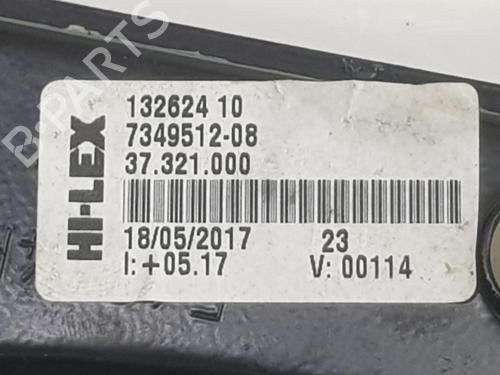 B-PARTS
HI-LEX
132624 10
7349512-08
37.321.000
18/05/2017 23
I:+05.17 V: 00114